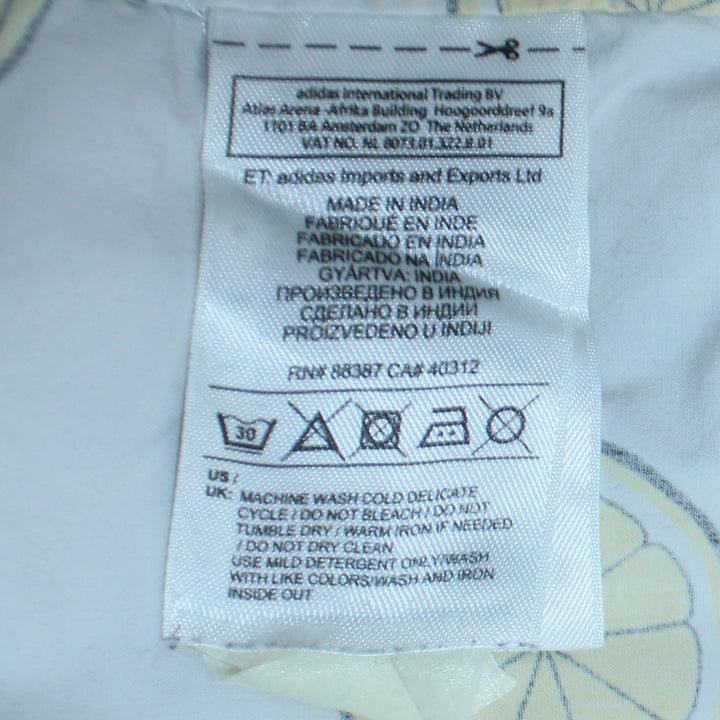 adidas International Trading BV
Atlas Arena -Afrika Building Hoogoorddreef 9a
1101 BA Amsterdam ZO The Netherlands
VAT NO. NL 8073.01.322.B.01
ET: adidas Imports and Exports Ltd
MADE IN INDIA
FABRIQUÉ EN INDE
FABRICADO EN INDIA
FABRICADO NA ÍNDIA
GYÁRTVA: INDIA
ПРОИЗВЕДЕНО В ИНДИЯ
СДЕЛАНО В ИНДИИ
PROIZVEDENO U INDIJI
RN# 88387 CA# 40312
30
US /
UK: MACHINE WASH COLD DELICATE
CYCLE / DO NOT BLEACH / DO NOT
TUMBLE DRY / WARM IRON IF NEEDED
/ DO NOT DRY CLEAN
USE MILD DETERGENT ONLY/WASH
WITH LIKE COLORS/WASH AND IRON
INSIDE OUT